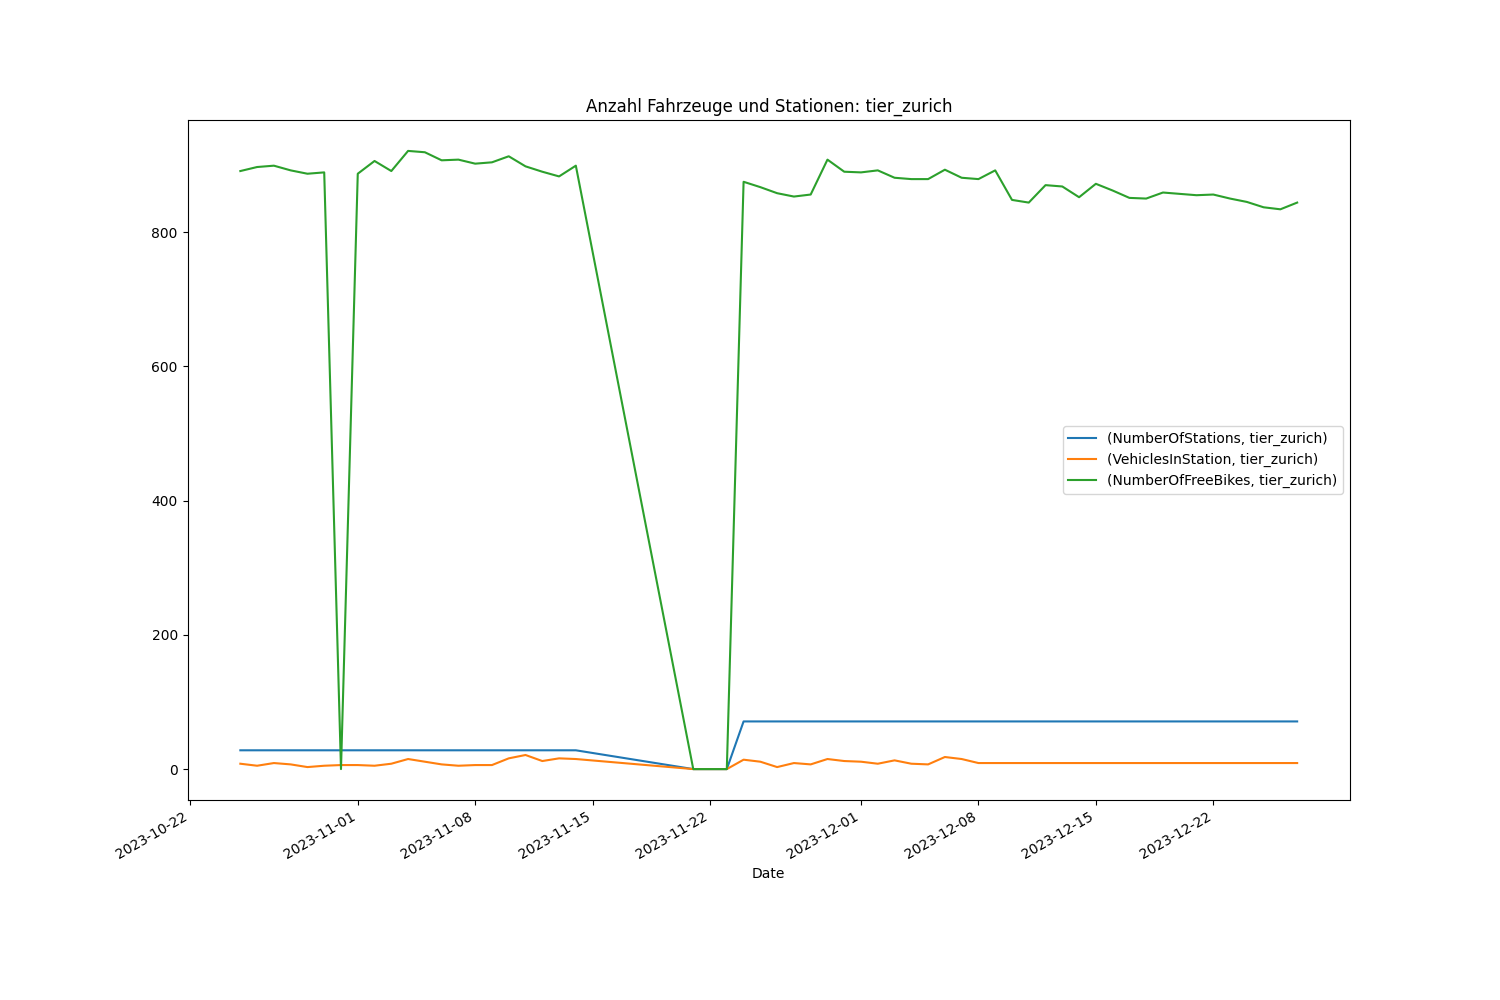 Anzahl Fahrzeuge und Stationen: tier_zurich
800
600
400
200
0
(NumberOfStations, tier_zurich)
(VehiclesInStation, tier_zurich)
(NumberOfFreeBikes, tier_zurich)
2023-10-22
2023-11-01
2023-11-08
2023-11-15
2023-11-22
2023-12-01
2023-12-08
2023-12-15
2023-12-22
Date